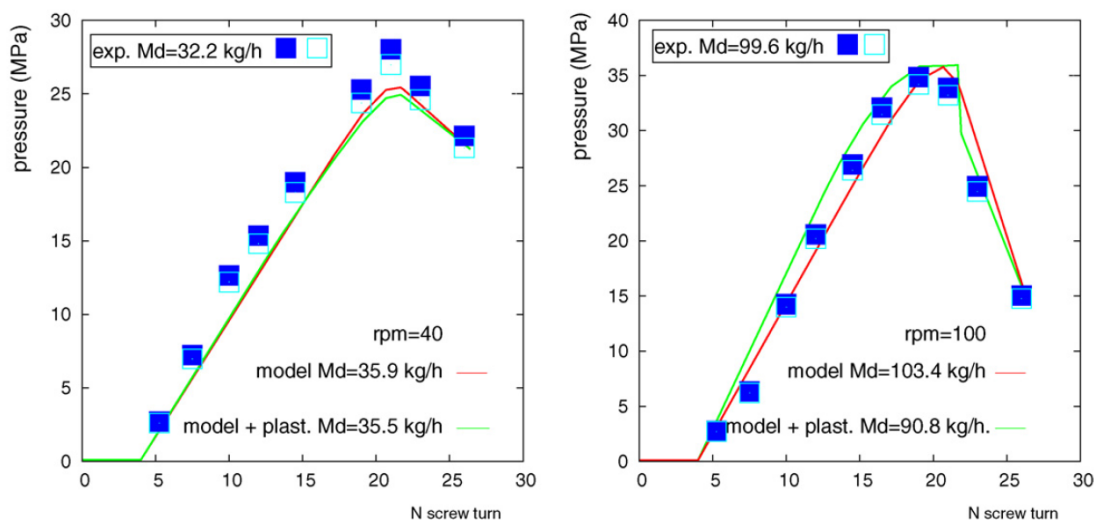 pressure (MPa)
30
25
20
15
10
5
0
exp. Md=32.2 kg/h
rpm=40
model Md=35.9 kg/h
model + plast. Md=35.5 kg/h
0 5 10 15 20 25 30
N screw turn
pressure (MPa)
40
35
30
25
20
15
10
5
0
exp. Md=99.6 kg/h
rpm=100
model Md=103.4 kg/h
model + plast. Md=90.8 kg/h.
0 5 10 15 20 25 30
N screw turn